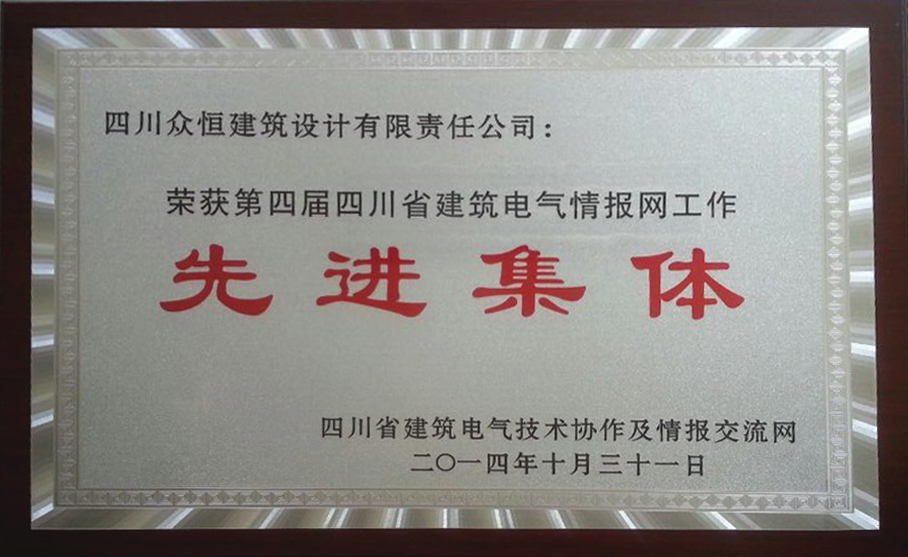 四川众恒建筑设计有限责任公司：
荣获第四届四川省建筑电气情报网工作
先进集体
四川省建筑电气技术协作及情报交流网
二〇一四年十月三十一日